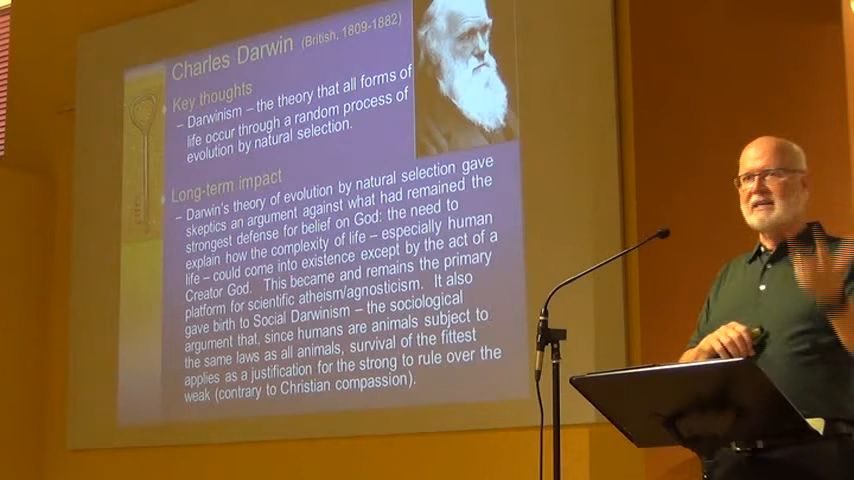 Charles Darwin (British, 1809-1882)
Key thoughts
– Darwinism – the theory that all forms of
life occur through a random process of
evolution by natural selection.
Long-term impact
– Darwin's theory of evolution by natural selection gave
skeptics an argument against what had remained the
strongest defense for belief on God: the need to
explain how the complexity of life – especially human
life – could come into existence except by the act of a
Creator God.  This became and remains the primary
platform for scientific atheism/agnosticism.  It also
gave birth to Social Darwinism – the sociological
argument that, since humans are animals subject to
the same laws as all animals, survival of the fittest
applies as a justification for the strong to rule over the
weak (contrary to Christian compassion).